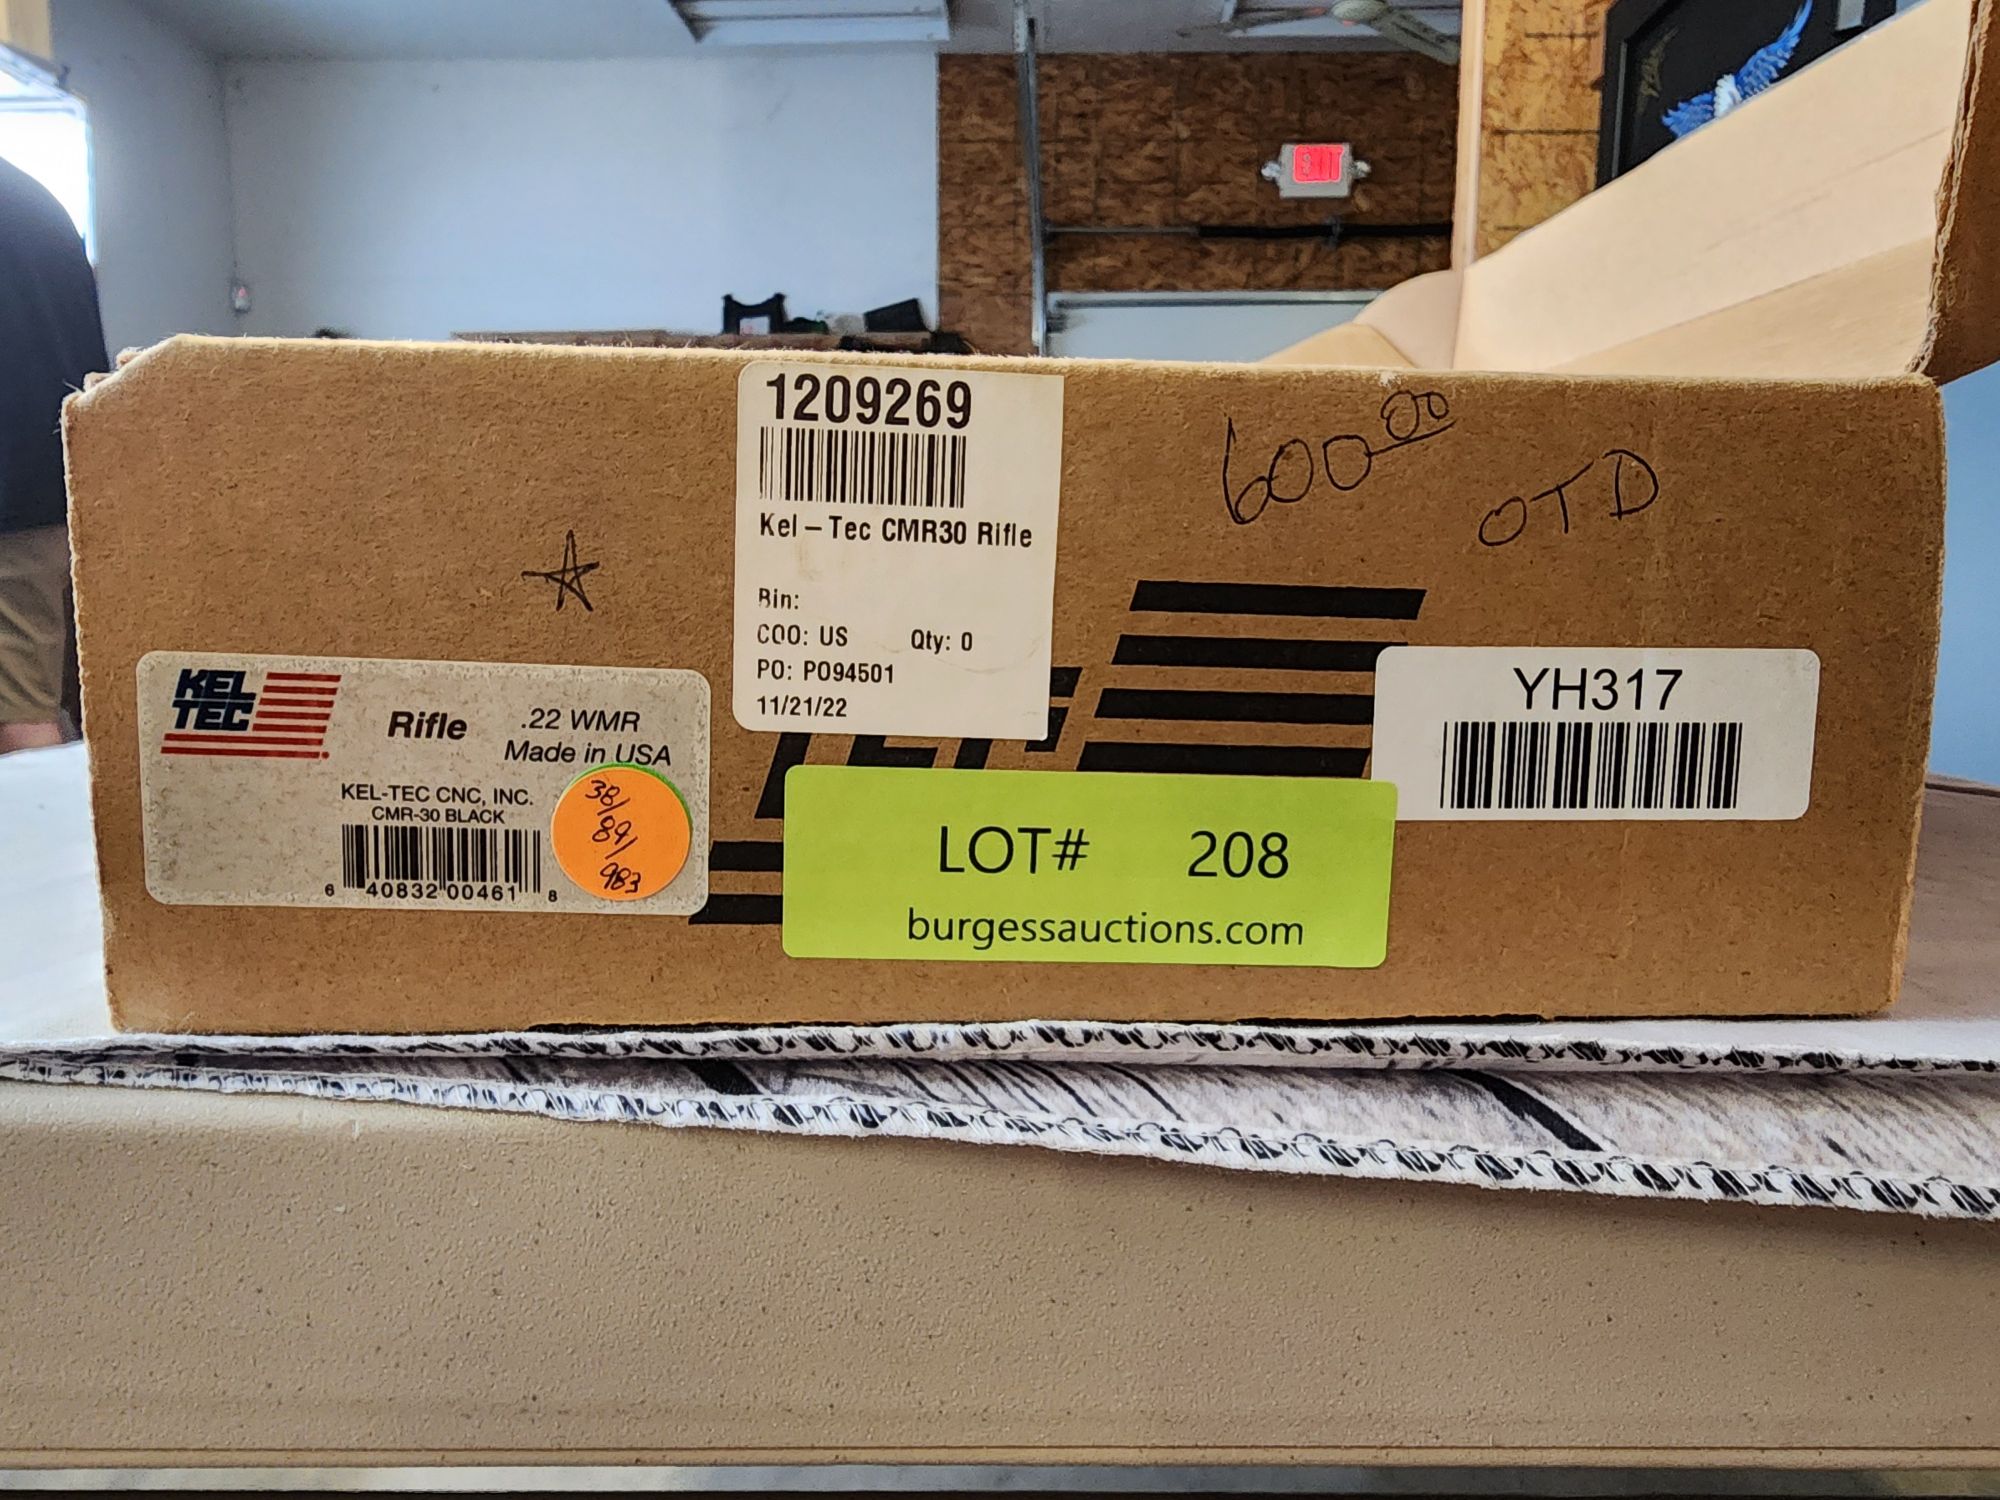 EXIT
1209269
Kel-Tec CMR30 Rifle
Bin:
COO: US Qty: 0
PO: PO94501
11/21/22
600.00
OTD
KEL
TEC
Rifle
.22 WMR
Made in USA
KEL-TEC CNC, INC.
CMR-30 BLACK
6 40832 00461 8
38/
89/
983
YH317
LOT# 208
burgessauctions.com